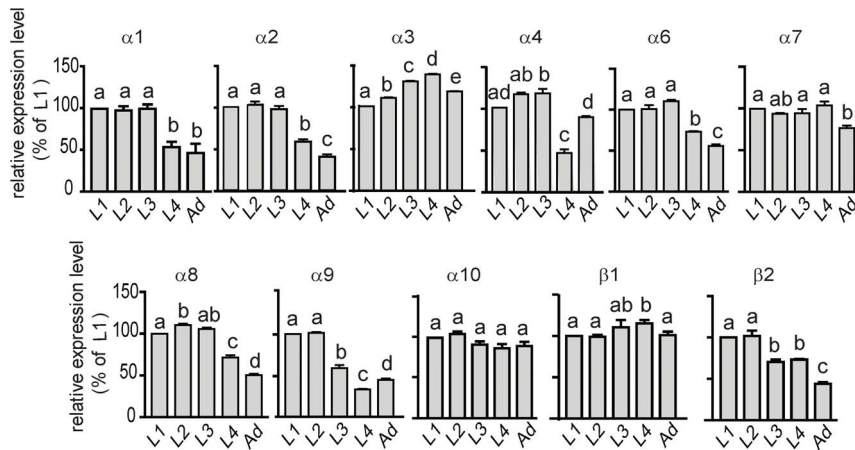 α1 α2 α3 α4 α6 α7
relative expression level
(% of L1)
150
100
50
0
a a a b b
a a a b c
a b c d e
ad ab b c d
a a a b c
a ab a a b
L1 L2 L3 L4 Ad
L1 L2 L3 L4 Ad
L1 L2 L3 L4 Ad
L1 L2 L3 L4 Ad
L1 L2 L3 L4 Ad
L1 L2 L3 L4 Ad
α8 α9 α10 β1 β2
relative expression level
(% of L1)
150
100
50
0
a b ab c d
a a b c d
a a a a a
a a ab b a
a a b b c
L1 L2 L3 L4 Ad
L1 L2 L3 L4 Ad
L1 L2 L3 L4 Ad
L1 L2 L3 L4 Ad
L1 L2 L3 L4 Ad